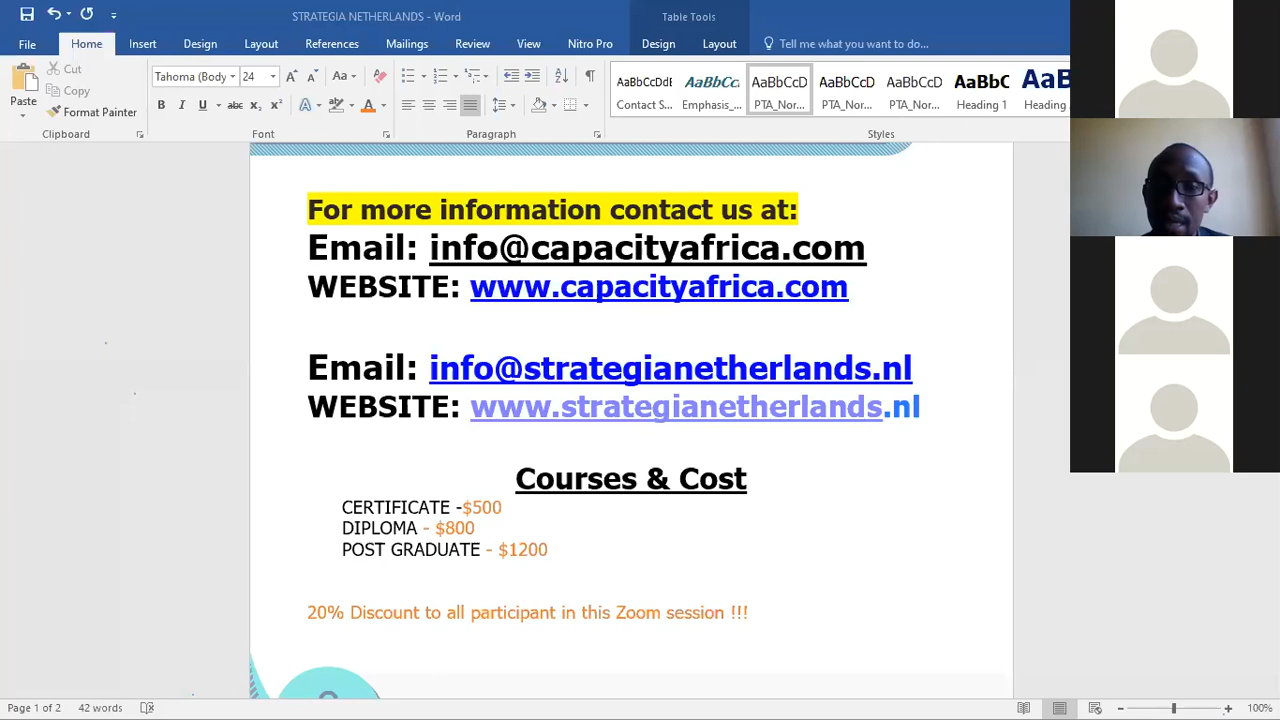 STRATEGIA NETHERLANDS - Word
Table Tools
File Home Insert Design Layout References Mailings Review View Nitro Pro Design Layout Tell me what you want to do...
Paste
Cut
Copy
Format Painter
Clipboard
Tahoma (Body 24
Font
Paragraph
AaBbCcDdE AaBbCc AaBbCcD AaBbCcD AaBbCcD AaBbC AaB
Contact S... Emphasis_... PTA_Nor... PTA_Nor... PTA_Nor... Heading 1 Heading
Styles
For more information contact us at:
Email: info@capacityafrica.com
WEBSITE: www.capacityafrica.com
Email: info@strategianetherlands.nl
WEBSITE: www.strategianetherlands.nl
Courses & Cost
CERTIFICATE -$500
DIPLOMA - $800
POST GRADUATE - $1200
20% Discount to all participant in this Zoom session !!!
Page 1 of 2 42 words 100%